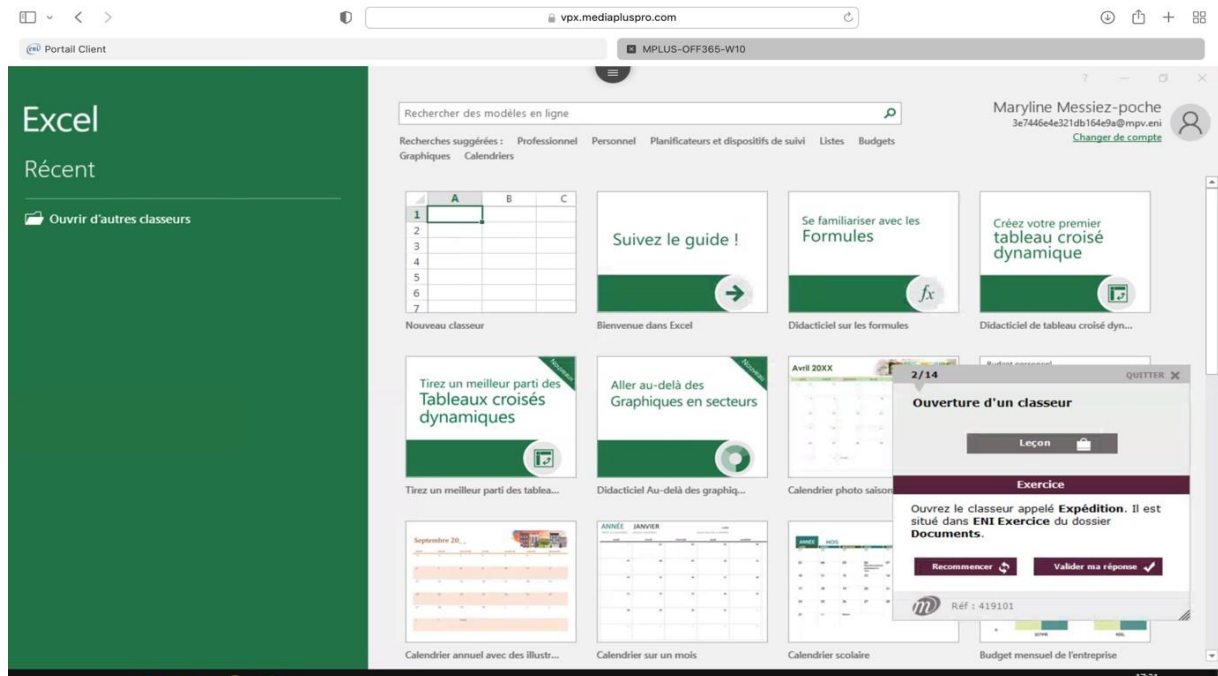 vpx.mediapluspro.com
Portail Client
MPLUS-OFF365-W10
Excel
Récent
Ouvrir d'autres classeurs
Rechercher des modèles en ligne
Recherches suggérées : Professionnel Personnel Planificateurs et dispositifs de suivi Listes Budgets
Graphiques Calendriers
Maryline Messiez-poche
3e7446e4e321db164e9a@mpv.eni
Changer de compte
A B C
1
2
3
4
5
6
7
Nouveau classeur
Suivez le guide !
Bienvenue dans Excel
Se familiariser avec les
Formules
fx
Didacticiel sur les formules
Créez votre premier
tableau croisé
dynamique
Didacticiel de tableau croisé dyn...
Nouveau
Tirez un meilleur parti des
Tableaux croisés
dynamiques
Tirez un meilleur parti des tablea...
Nouveau
Aller au-delà des
Graphiques en secteurs
Didacticiel Au-delà des graphiq...
Avril 20XX
Calendrier photo saison
Budget personnel
2/14
QUITTER
Ouverture d'un classeur
Leçon
Exercice
Ouvrez le classeur appelé Expédition. Il est
situé dans ENI Exercice du dossier
Documents.
Recommencer
Valider ma réponse
Réf : 419101
Septembre 20
Calendrier annuel avec des illustr...
ANNÉE JANVIER
Calendrier sur un mois
ANNÉE MOIS
Calendrier scolaire
Budget mensuel de l'entreprise